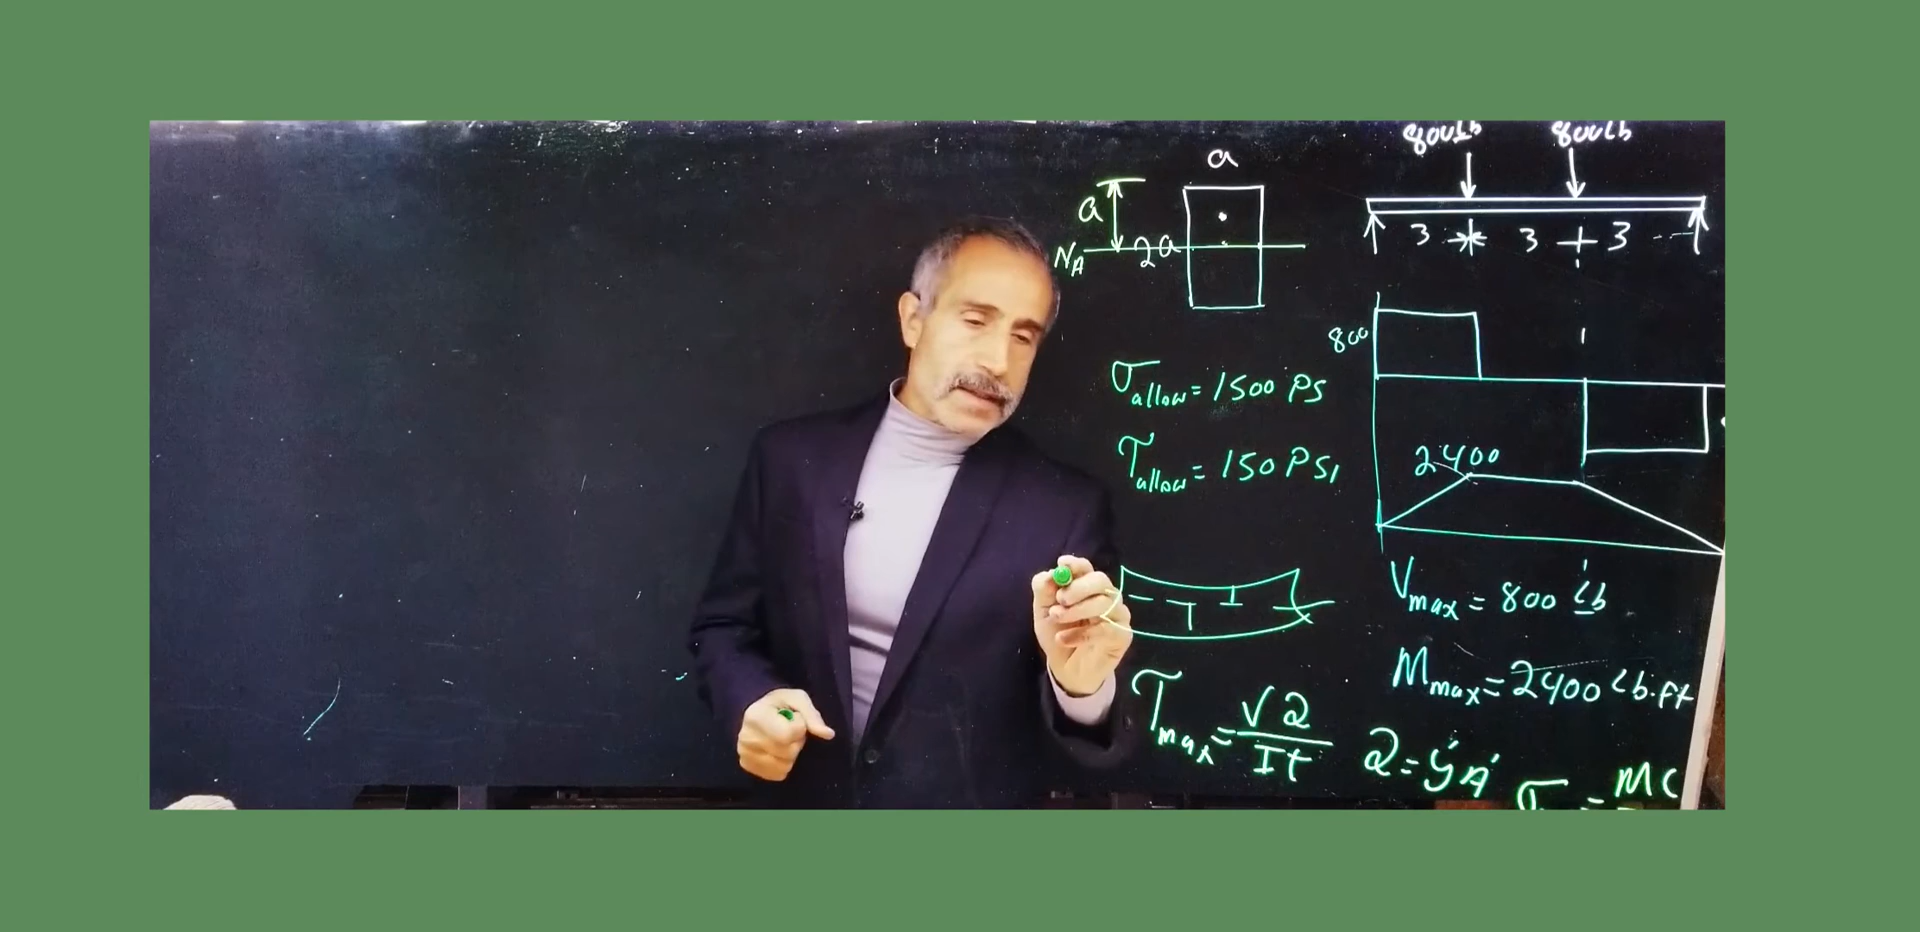 800Lb 800Lb
a
a
3 3 3
NA 2a
800
σallow = 1500 PS
2400
τallow = 150 PSI
Vmax = 800 Lb
Mmax = 2400 Lb.ft
τmax = VQ
It
Q = ý A'
σ = MC